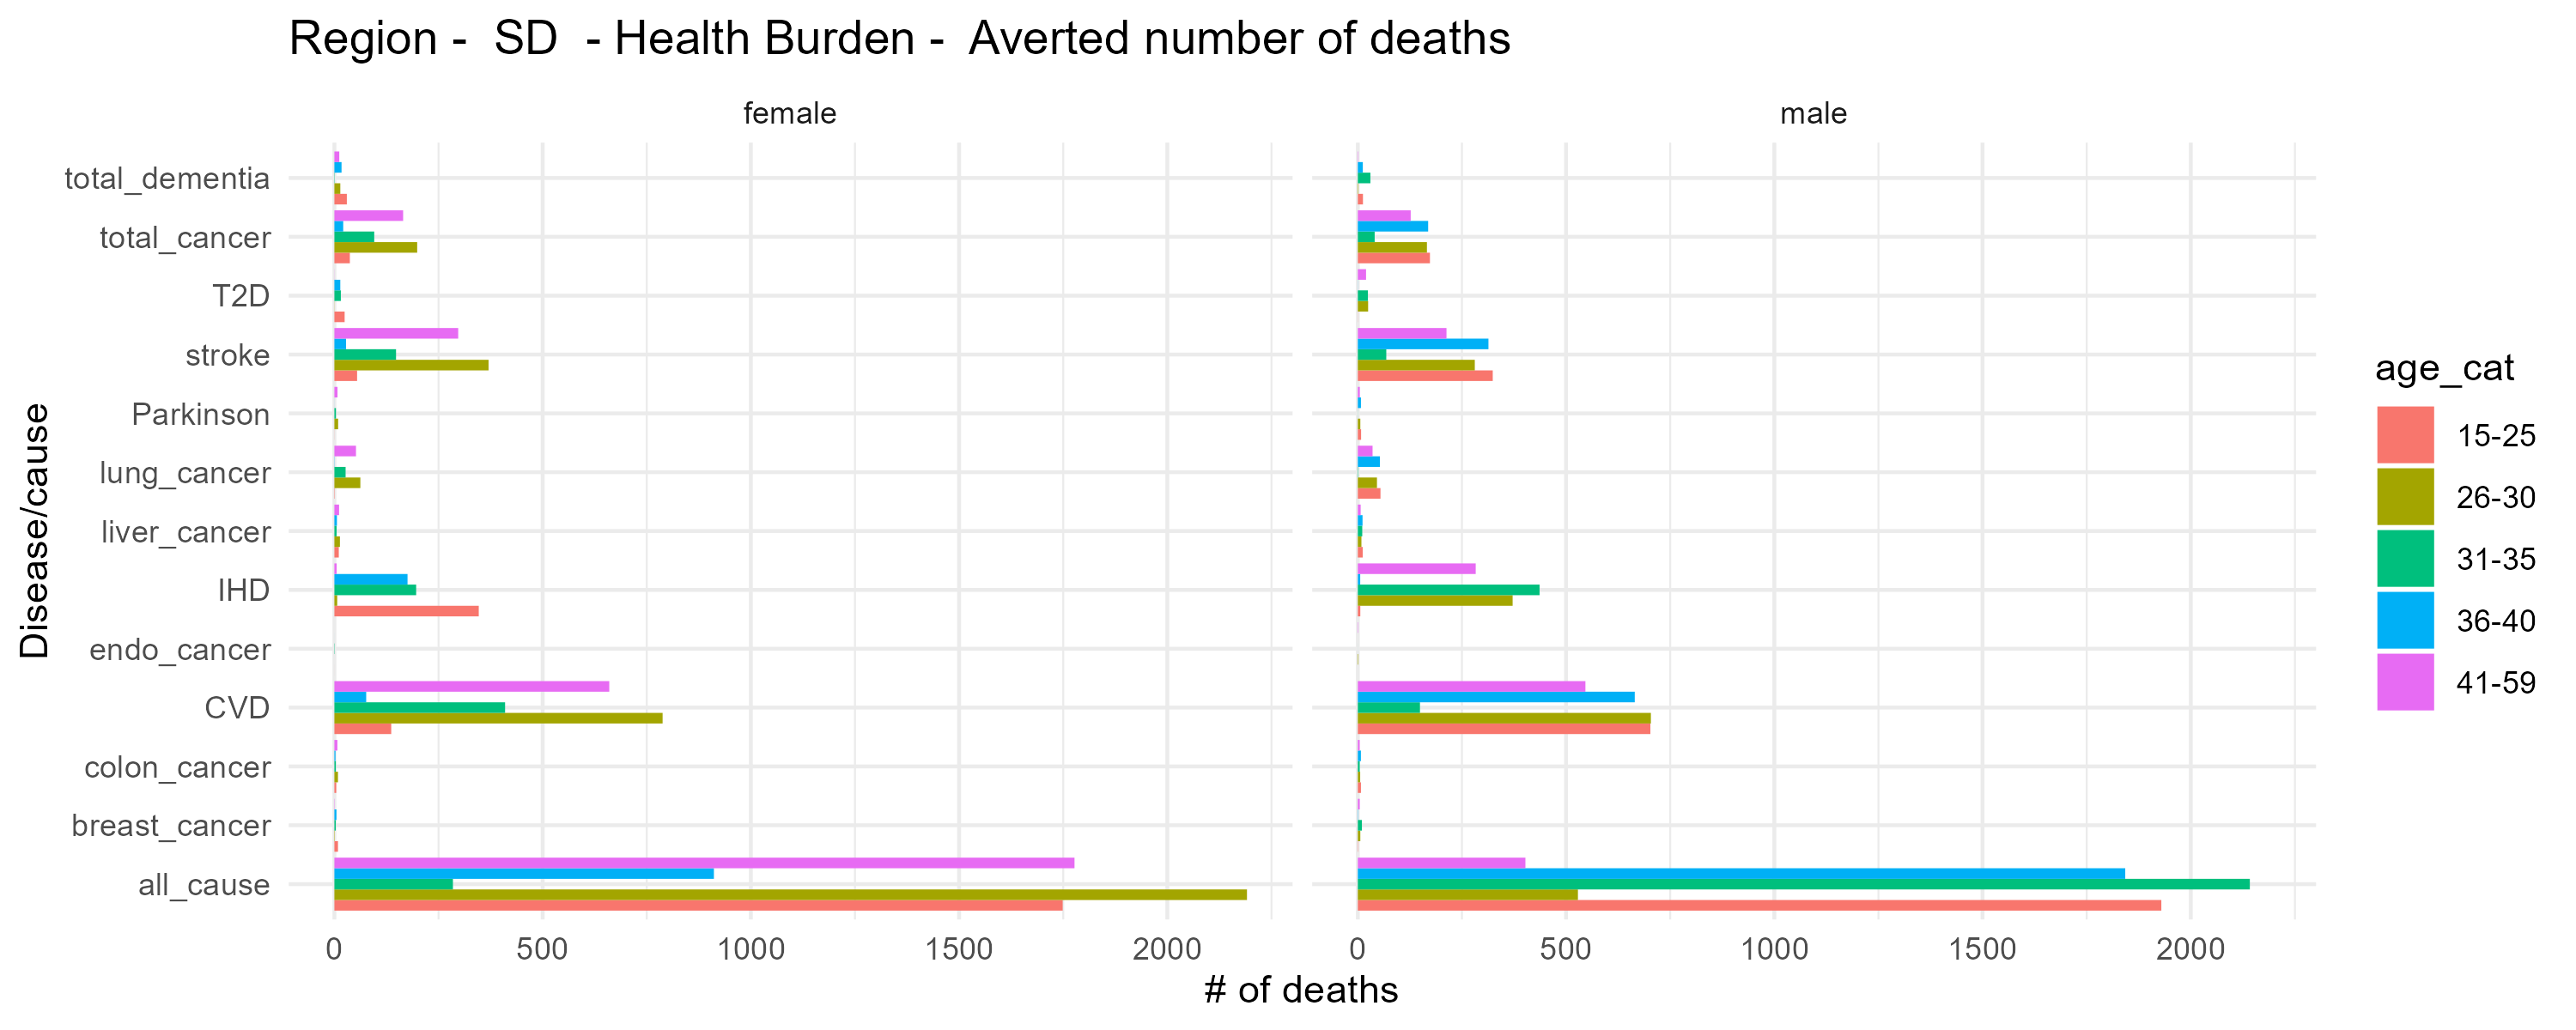 Region -  SD  - Health Burden -  Averted number of deaths
female
male
Disease/cause
total_dementia
total_cancer
T2D
stroke
Parkinson
lung_cancer
liver_cancer
IHD
endo_cancer
CVD
colon_cancer
breast_cancer
all_cause
0 500 1000 1500 2000
0 500 1000 1500 2000
# of deaths
age_cat
15-25
26-30
31-35
36-40
41-59